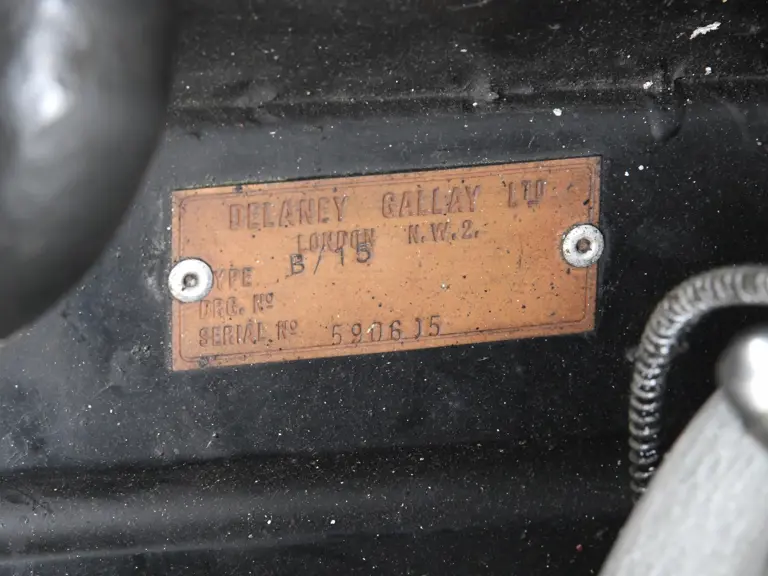 DELANEY GALLAY LTD
LONDON N.W.2.
TYPE B/15
DRG. Nº
SERIAL Nº 590615